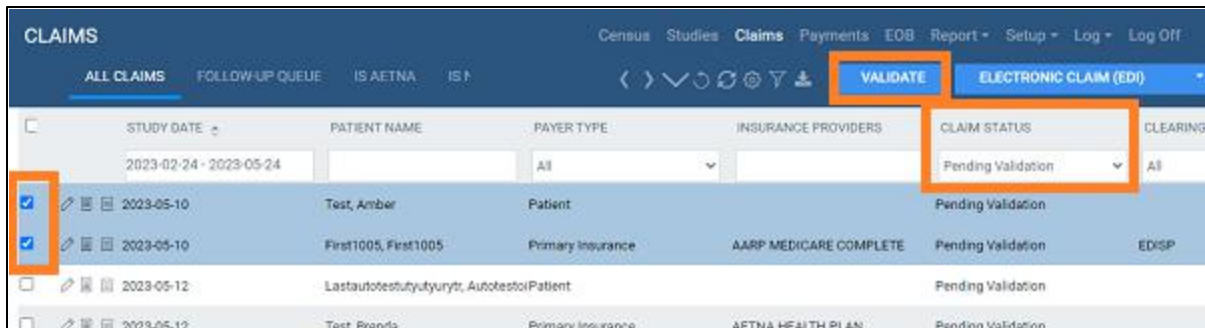 CLAIMS
Census Studies Claims Payments EOB Report Setup Log Log Off
ALL CLAIMS FOLLOW-UP QUEUE IS AETNA VALIDATE ELECTRONIC CLAIM (EDI)
STUDY DATE PATIENT NAME PAYER TYPE INSURANCE PROVIDERS CLAIM STATUS CLEARING
2023-02-24 - 2023-05-24 All Pending Validation All
2023-05-10 Test, Amber Patient Pending Validation
2023-05-10 First1005, First1005 Primary Insurance AARP MEDICARE COMPLETE Pending Validation EDISP
2023-05-12 Patient Pending Validation
2023-05-12 Test, Brenda Primary Insurance AETNA HEALTH PLAN Pending Validation